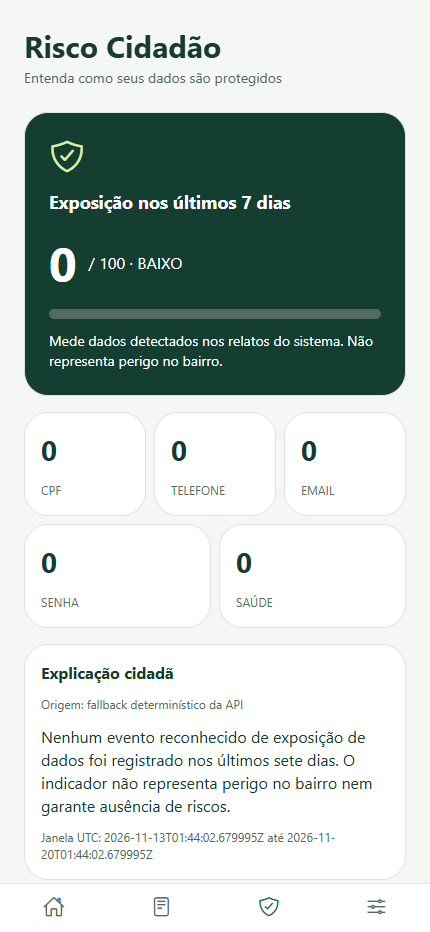 Risco Cidadão
Entenda como seus dados são protegidos
Exposição nos últimos 7 dias
0 / 100 · BAIXO
Mede dados detectados nos relatos do sistema. Não
representa perigo no bairro.
0
CPF
0
TELEFONE
0
EMAIL
0
SENHA
0
SAÚDE
Explicação cidadã
Origem: fallback determinístico da API
Nenhum evento reconhecido de exposição de
dados foi registrado nos últimos sete dias. O
indicador não representa perigo no bairro nem
garante ausência de riscos.
Janela UTC: 2026-11-13T01:44:02.679995Z até 2026-11-
20T01:44:02.679995Z